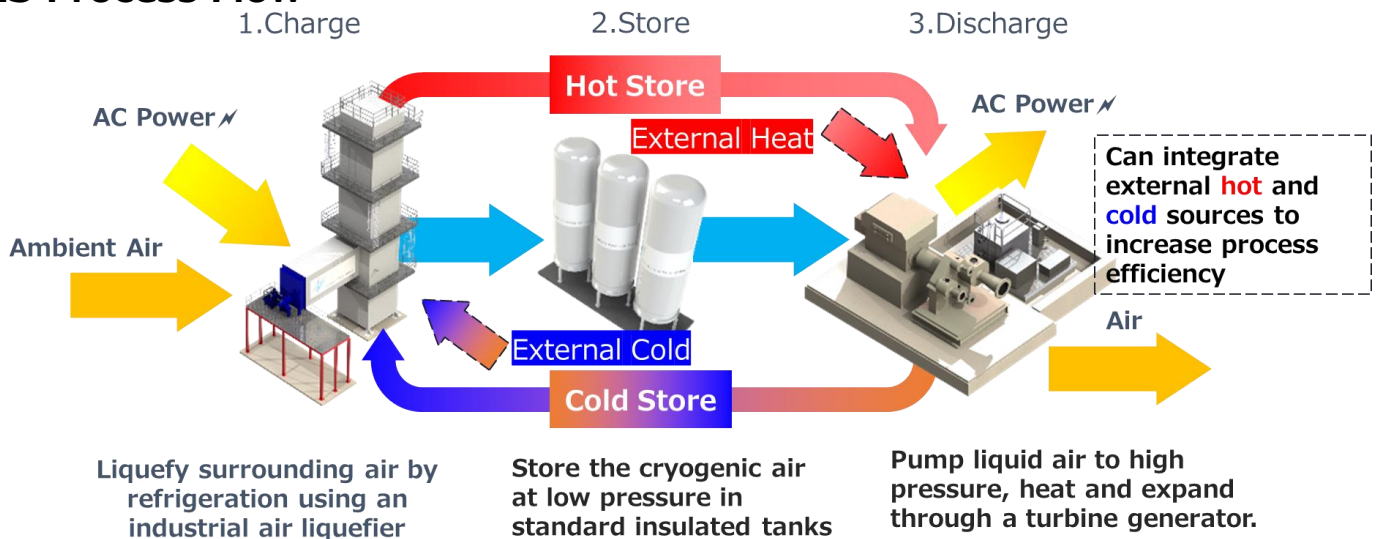 Process Flow
1.Charge
2.Store
3.Discharge
Hot Store
AC Power
External Heat
AC Power
Can integrate
external hot and
cold sources to
increase process
efficiency
Ambient Air
Air
External Cold
Cold Store
Liquefy surrounding air by
refrigeration using an
industrial air liquefier
Store the cryogenic air
at low pressure in
standard insulated tanks
Pump liquid air to high
pressure, heat and expand
through a turbine generator.